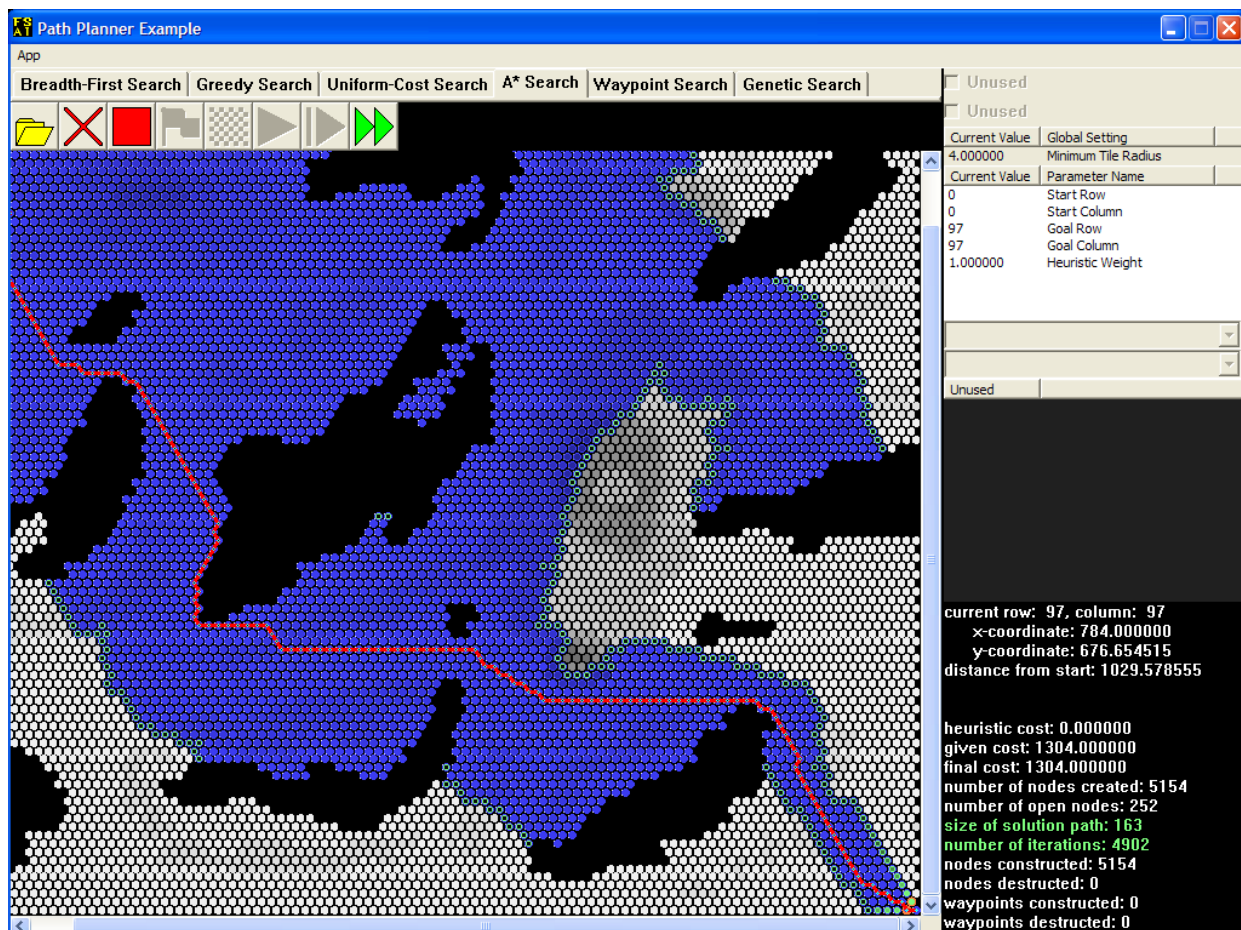 FS
AI
Path Planner Example
App
Breadth-First Search Greedy Search Uniform-Cost Search A* Search Waypoint Search Genetic Search
Unused
Unused
Current Value Global Setting
4.000000 Minimum Tile Radius
Current Value Parameter Name
0 Start Row
0 Start Column
97 Goal Row
97 Goal Column
1.000000 Heuristic Weight
Unused
current row: 97, column: 97
x-coordinate: 784.000000
y-coordinate: 676.654515
distance from start: 1029.578555
heuristic cost: 0.000000
given cost: 1304.000000
final cost: 1304.000000
number of nodes created: 5154
number of open nodes: 252
size of solution path: 163
number of iterations: 4902
nodes constructed: 5154
nodes destructed: 0
waypoints constructed: 0
waypoints destructed: 0